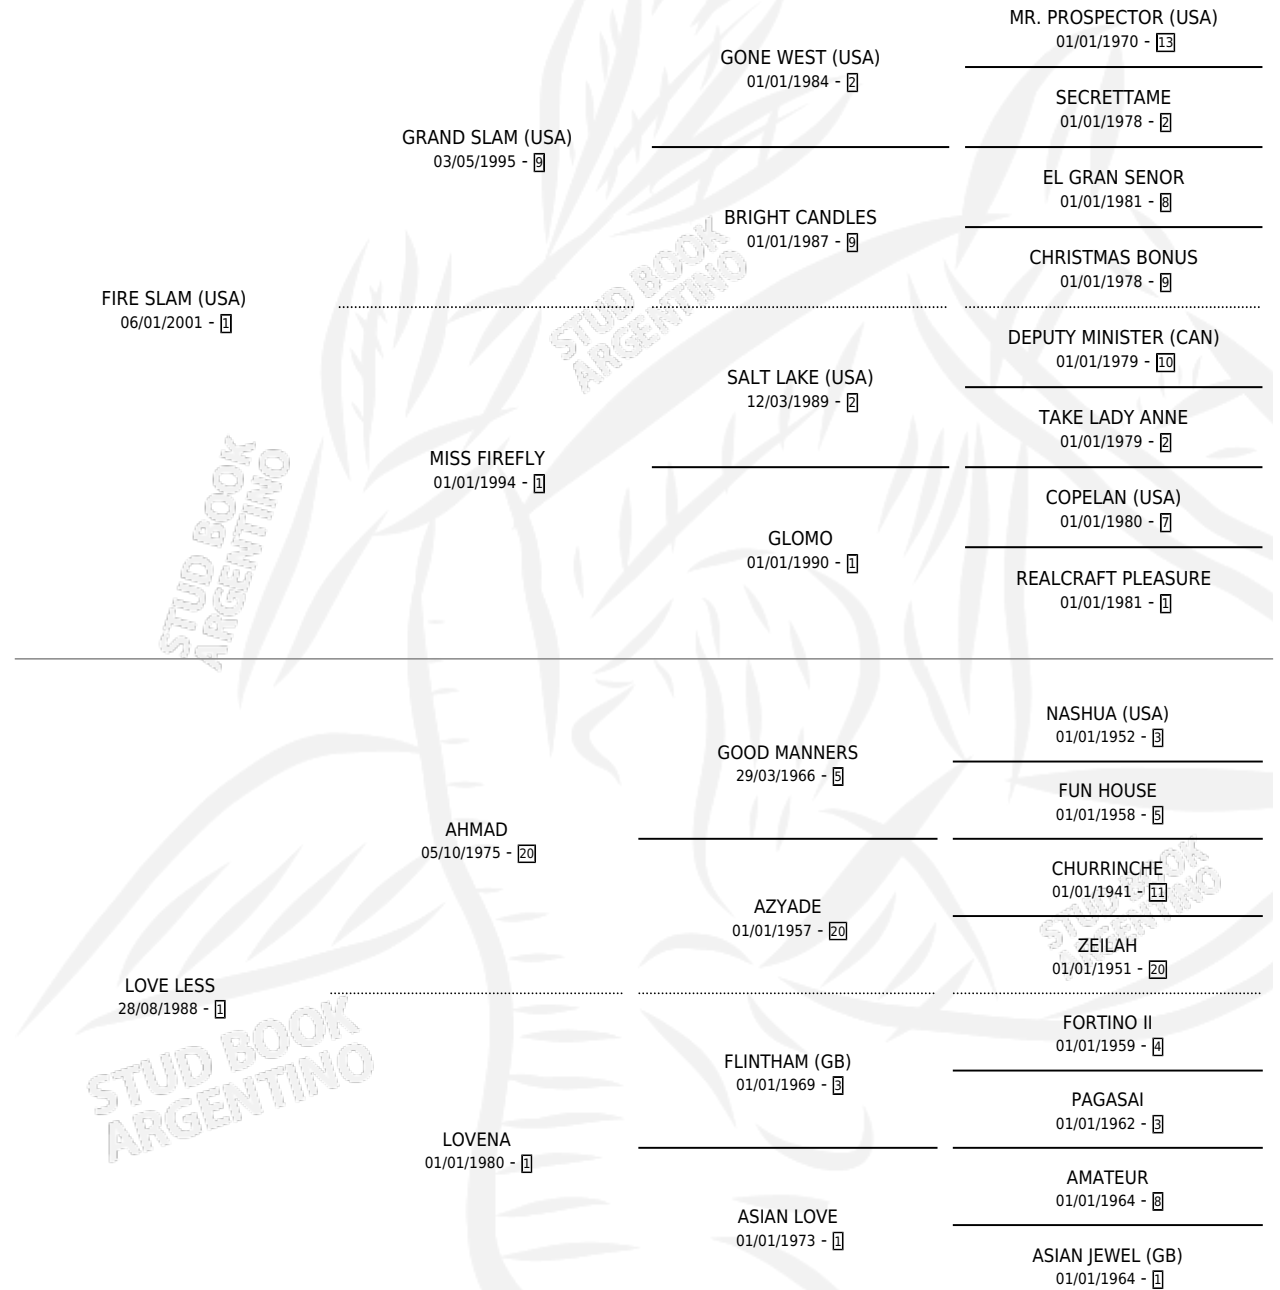 MR. PROSPECTOR (USA)
01/01/1970 - 13
GONE WEST (USA)
01/01/1984 - 2
SECRETTAME
01/01/1978 - 2
GRAND SLAM (USA)
03/05/1995 - 9
EL GRAN SENOR
01/01/1981 - 8
BRIGHT CANDLES
01/01/1987 - 9
CHRISTMAS BONUS
01/01/1978 - 9
FIRE SLAM (USA)
06/01/2001 - 1
STUD BOOK
ARGENTINO
DEPUTY MINISTER (CAN)
01/01/1979 - 10
SALT LAKE (USA)
12/03/1989 - 2
TAKE LADY ANNE
01/01/1979 - 2
MISS FIREFLY
01/01/1994 - 1
COPELAN (USA)
01/01/1980 - 7
GLOMO
01/01/1990 - 1
REALCRAFT PLEASURE
01/01/1981 - 1
STUD BOOK
ARGENTINO
NASHUA (USA)
01/01/1952 - 3
GOOD MANNERS
29/03/1966 - 5
FUN HOUSE
01/01/1958 - 5
AHMAD
05/10/1975 - 20
CHURRINCHE
01/01/1941 - 11
AZYADE
01/01/1957 - 20
STUD BOOK
ARGENTINO
ZEILAH
01/01/1951 - 20
LOVE LESS
28/08/1988 - 1
FORTINO II
01/01/1959 - 4
FLINTHAM (GB)
01/01/1969 - 3
STUD BOOK
ARGENTINO
PAGASAI
01/01/1962 - 3
LOVENA
01/01/1980 - 1
AMATEUR
01/01/1964 - 8
ASIAN LOVE
01/01/1973 - 1
ASIAN JEWEL (GB)
01/01/1964 - 1